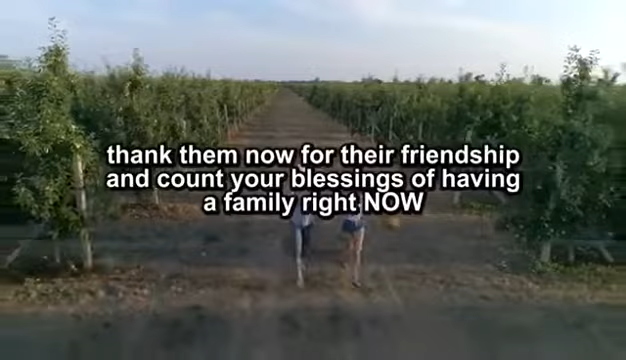 thank them now for their friendship
and count your blessings of having
a family right NOW